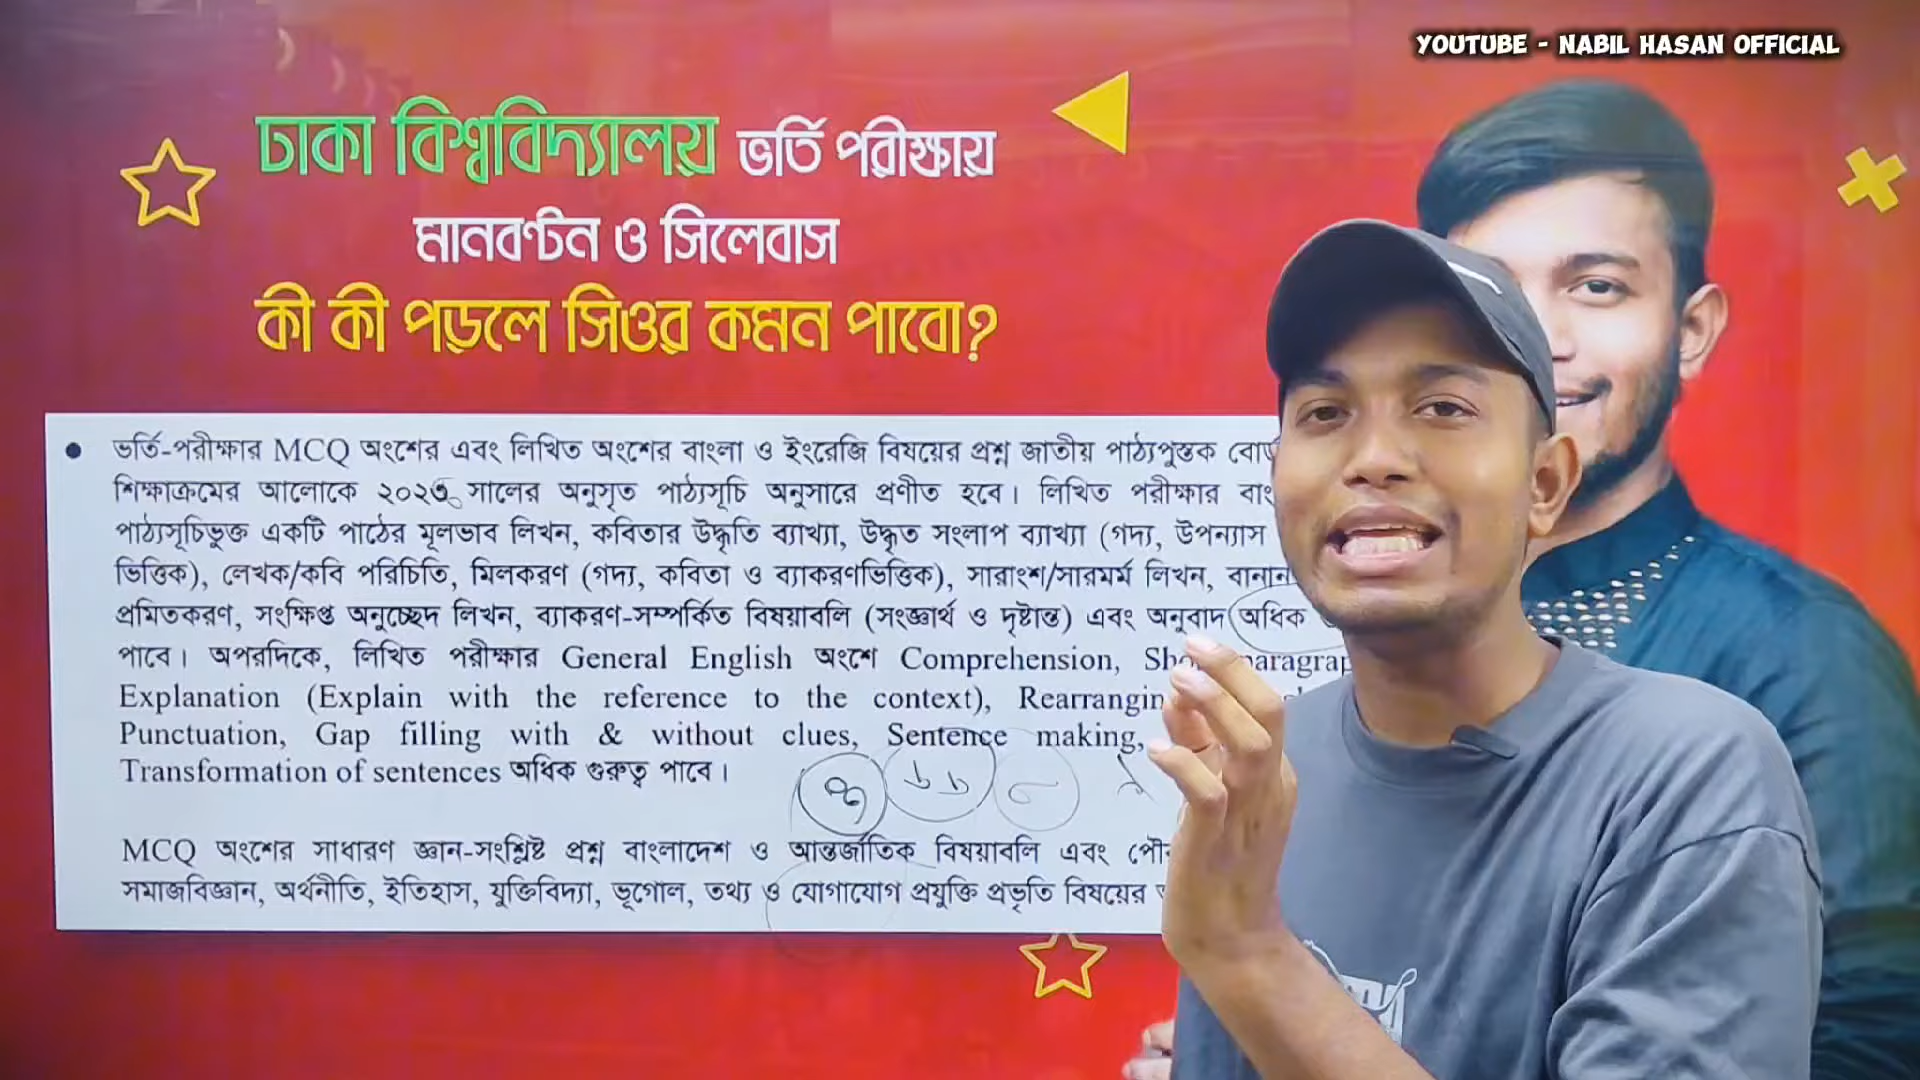 YOUTUBE - NABIL HASAN OFFICIAL
ঢাকা বিশ্ববিদ্যালয় ভর্তি পরীক্ষায়
মানবণ্টন ও সিলেবাস
কী কী পড়লে সিওর কমন পাবো?
● ভর্তি-পরীক্ষার MCQ অংশের এবং লিখিত অংশের বাংলা ও ইংরেজি বিষয়ের প্রশ্ন জাতীয় পাঠ্যপুস্তক
শিক্ষাক্রমের আলোকে সালের অনুসৃত পাঠ্যসূচি অনুসারে প্রণীত হবে। লিখিত পরীক্ষার
পাঠ্যসূচিভুক্ত একটি পাঠের মূলভাব লিখন, কবিতার উদ্ধৃতি ব্যাখ্যা, উদ্ধৃত সংলাপ ব্যাখ্যা (গদ্য, উপন্যাস
ভিত্তিক), লেখক/কবি পরিচিতি, মিলকরণ (গদ্য, কবিতা ও ব্যাকরণভিত্তিক), সারাংশ/সারমর্ম লিখন, বানান
প্রমিতকরণ, সংক্ষিপ্ত অনুচ্ছেদ লিখন, ব্যাকরণ-সম্পর্কিত বিষয়াবলি (সংজ্ঞার্থ ও দৃষ্টান্ত) এবং অনুবাদ অধিক
পাবে। অপরদিকে, লিখিত পরীক্ষার General English অংশে Comprehension,
Explanation (Explain with the reference to the context),
Punctuation, Gap filling with & without clues, Sentence making,
Transformation of sentences অধিক গুরুত্ব পাবে।
MCQ অংশের সাধারণ জ্ঞান-সংশ্লিষ্ট প্রশ্ন বাংলাদেশ ও আন্তর্জাতিক বিষয়াবলি এবং
সমাজবিজ্ঞান, অর্থনীতি, ইতিহাস, যুক্তিবিদ্যা, ভূগোল, তথ্য ও যোগাযোগ প্রযুক্তি প্রভৃতি বিষয়ের